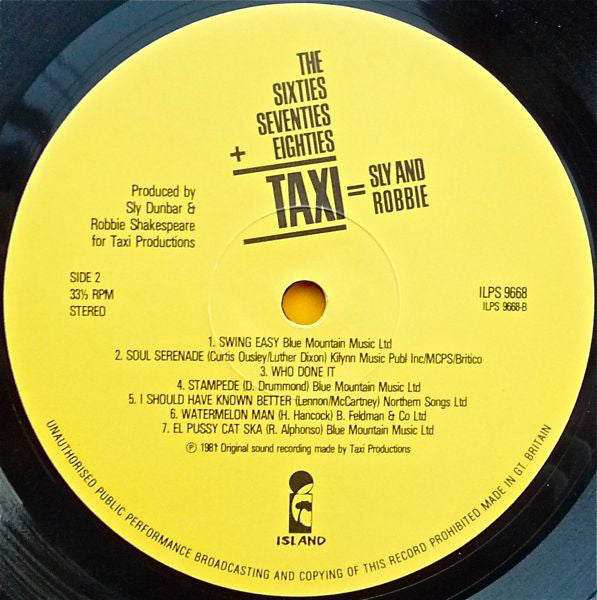 THE
SIXTIES
SEVENTIES
+ EIGHTIES
TAXI = SLY AND
ROBBIE
Produced by
Sly Dunbar &
Robbie Shakespeare
for Taxi Productions
SIDE 2
33⅓ RPM
STEREO
ILPS 9668
ILPS 9668-B
1. SWING EASY Blue Mountain Music Ltd
2. SOUL SERENADE (Curtis Ousley/Luther Dixon) Kilynn Music Publ Inc/MCPS/Britico
3. WHO DONE IT
4. STAMPEDE (D. Drummond) Blue Mountain Music Ltd
5. I SHOULD HAVE KNOWN BETTER (Lennon/McCartney) Northern Songs Ltd
6. WATERMELON MAN (H. Hancock) B. Feldman & Co Ltd
7. EL PUSSY CAT SKA (R. Alphonso) Blue Mountain Music Ltd
℗ 1981 Original sound recording made by Taxi Productions
ISLAND
UNAUTHORISED PUBLIC PERFORMANCE BROADCASTING AND COPYING OF THIS RECORD PROHIBITED MADE IN GT. BRITAIN